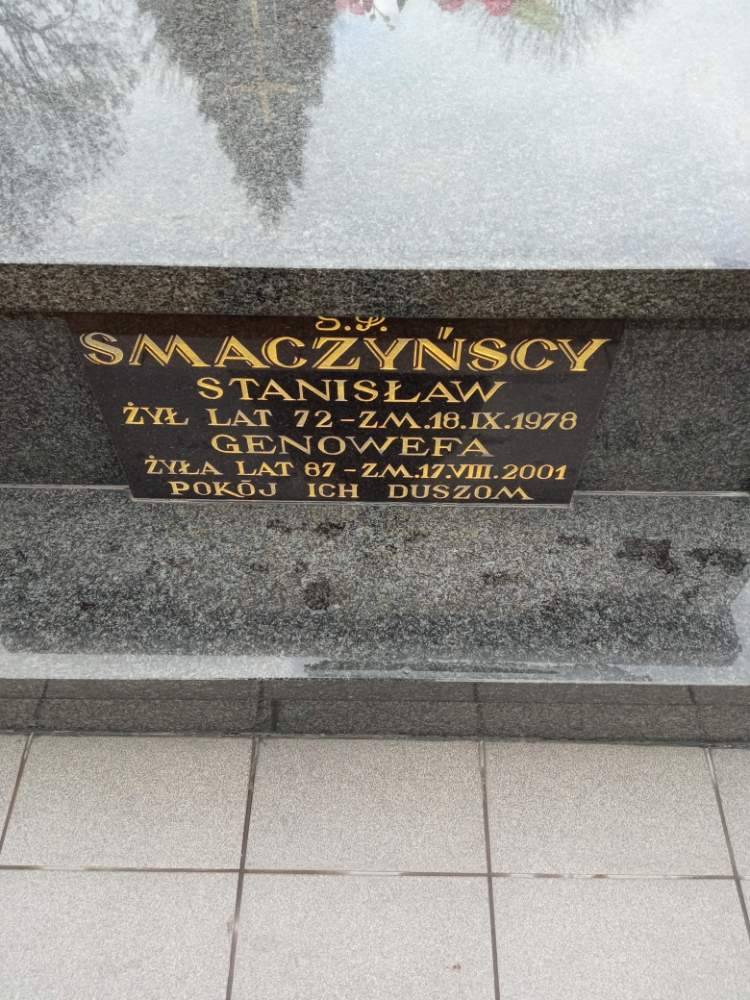 Ś.P.
SMACZYŃSCY
STANISŁAW
ŻYŁ LAT 72-ZM.18.IX.1978
GENOWEFA
ŻYŁA LAT 87-ZM.17.VIII.2001
POKÓJ ICH DUSZOM